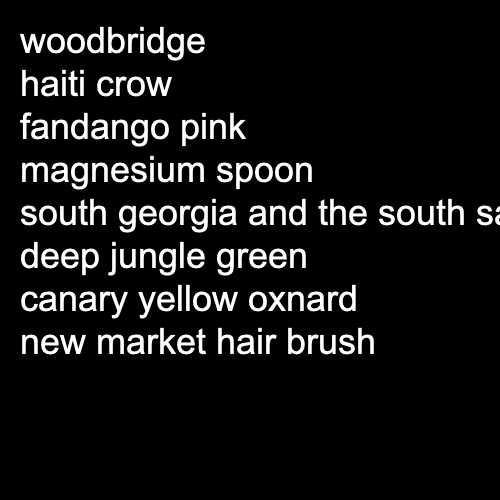 woodbridge
haiti crow
fandango pink
magnesium spoon
south georgia and the south
deep jungle green
canary yellow oxnard
new market hair brush